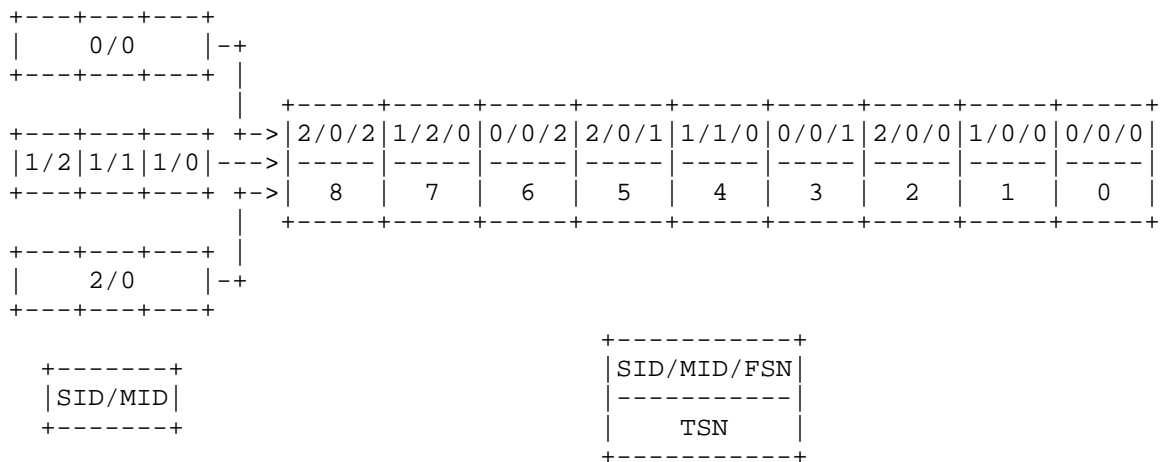 +---+---+---+
|    0/0    |-+
+---+---+---+ |
              |  +-----+-----+-----+-----+-----+-----+-----+-----+-----+
+---+---+---+ +->|2/0/2|1/2/0|0/0/2|2/0/1|1/1/0|0/0/1|2/0/0|1/0/0|0/0/0|
|1/2|1/1|1/0|--->|-----|-----|-----|-----|-----|-----|-----|-----|-----|
+---+---+---+ +->|  8  |  7  |  6  |  5  |  4  |  3  |  2  |  1  |  0  |
              |  +-----+-----+-----+-----+-----+-----+-----+-----+-----+
+---+---+---+ |
|    2/0    |-+
+---+---+---+
                                     +-----------+
  +-------+                          |SID/MID/FSN|
  |SID/MID|                          |-----------|
  +-------+                          |    TSN    |
                                     +-----------+